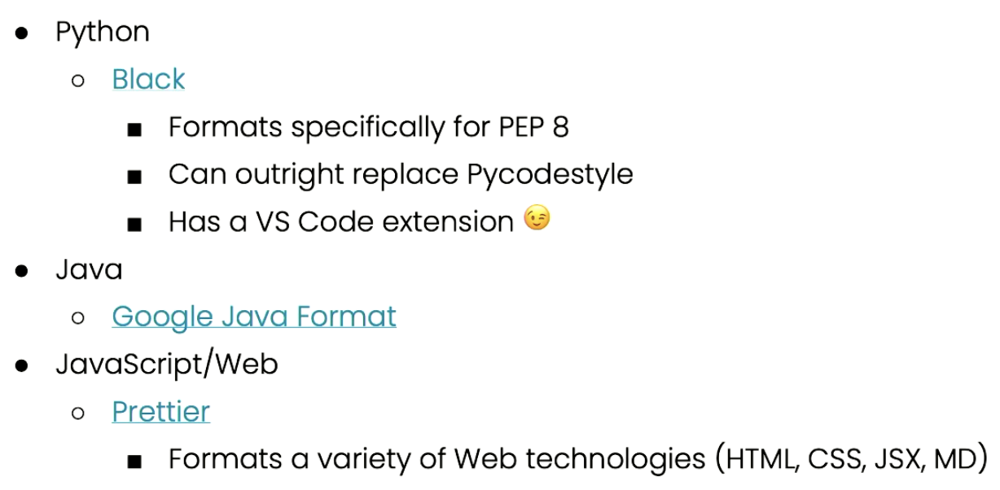 ● Python
○ Black
■ Formats specifically for PEP 8
■ Can outright replace Pycodestyle
■ Has a VS Code extension 😉
● Java
○ Google Java Format
● JavaScript/Web
○ Prettier
■ Formats a variety of Web technologies (HTML, CSS, JSX, MD)